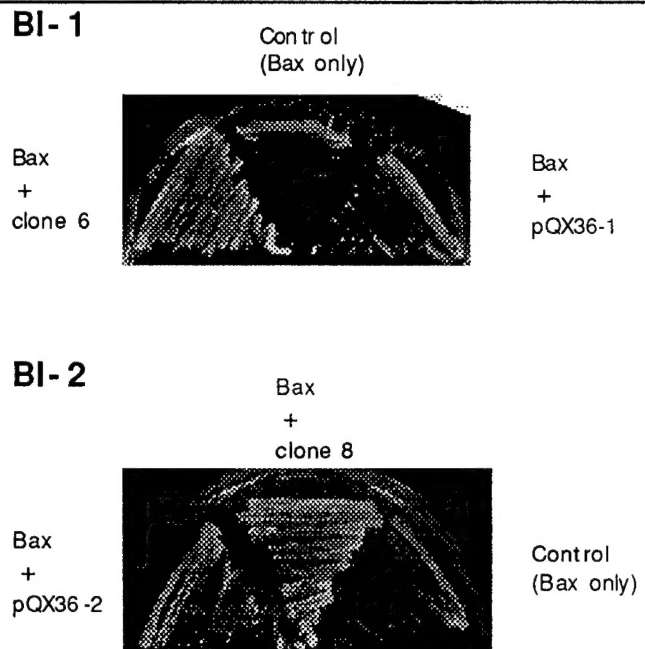 BI-1
Control
(Bax only)
Bax
+
clone 6
Bax
+
pQX36-1
BI-2
Bax
+
clone 8
Bax
+
pQX36-2
Control
(Bax only)